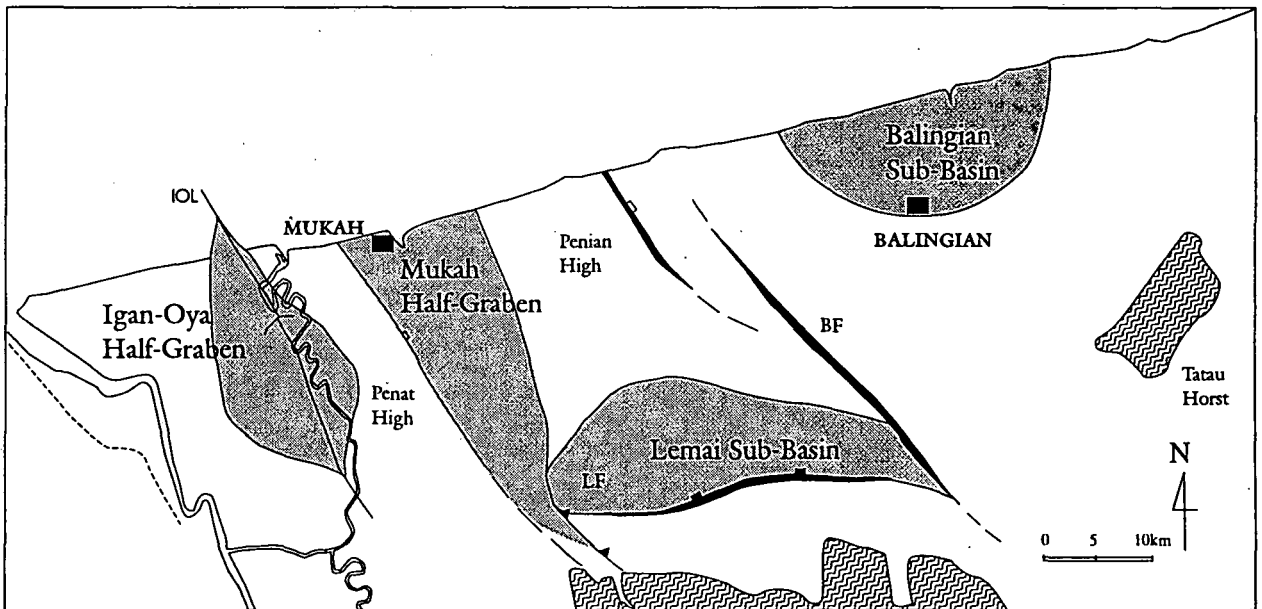 Balingian
Sub-Basin
BALINGIAN
IOL
MUKAH
Mukah
Half-Graben
Penian
High
Igan-Oya
Half-Graben
Penat
High
BF
Tatau
Horst
Lemai Sub-Basin
LF
N
0 5 10km